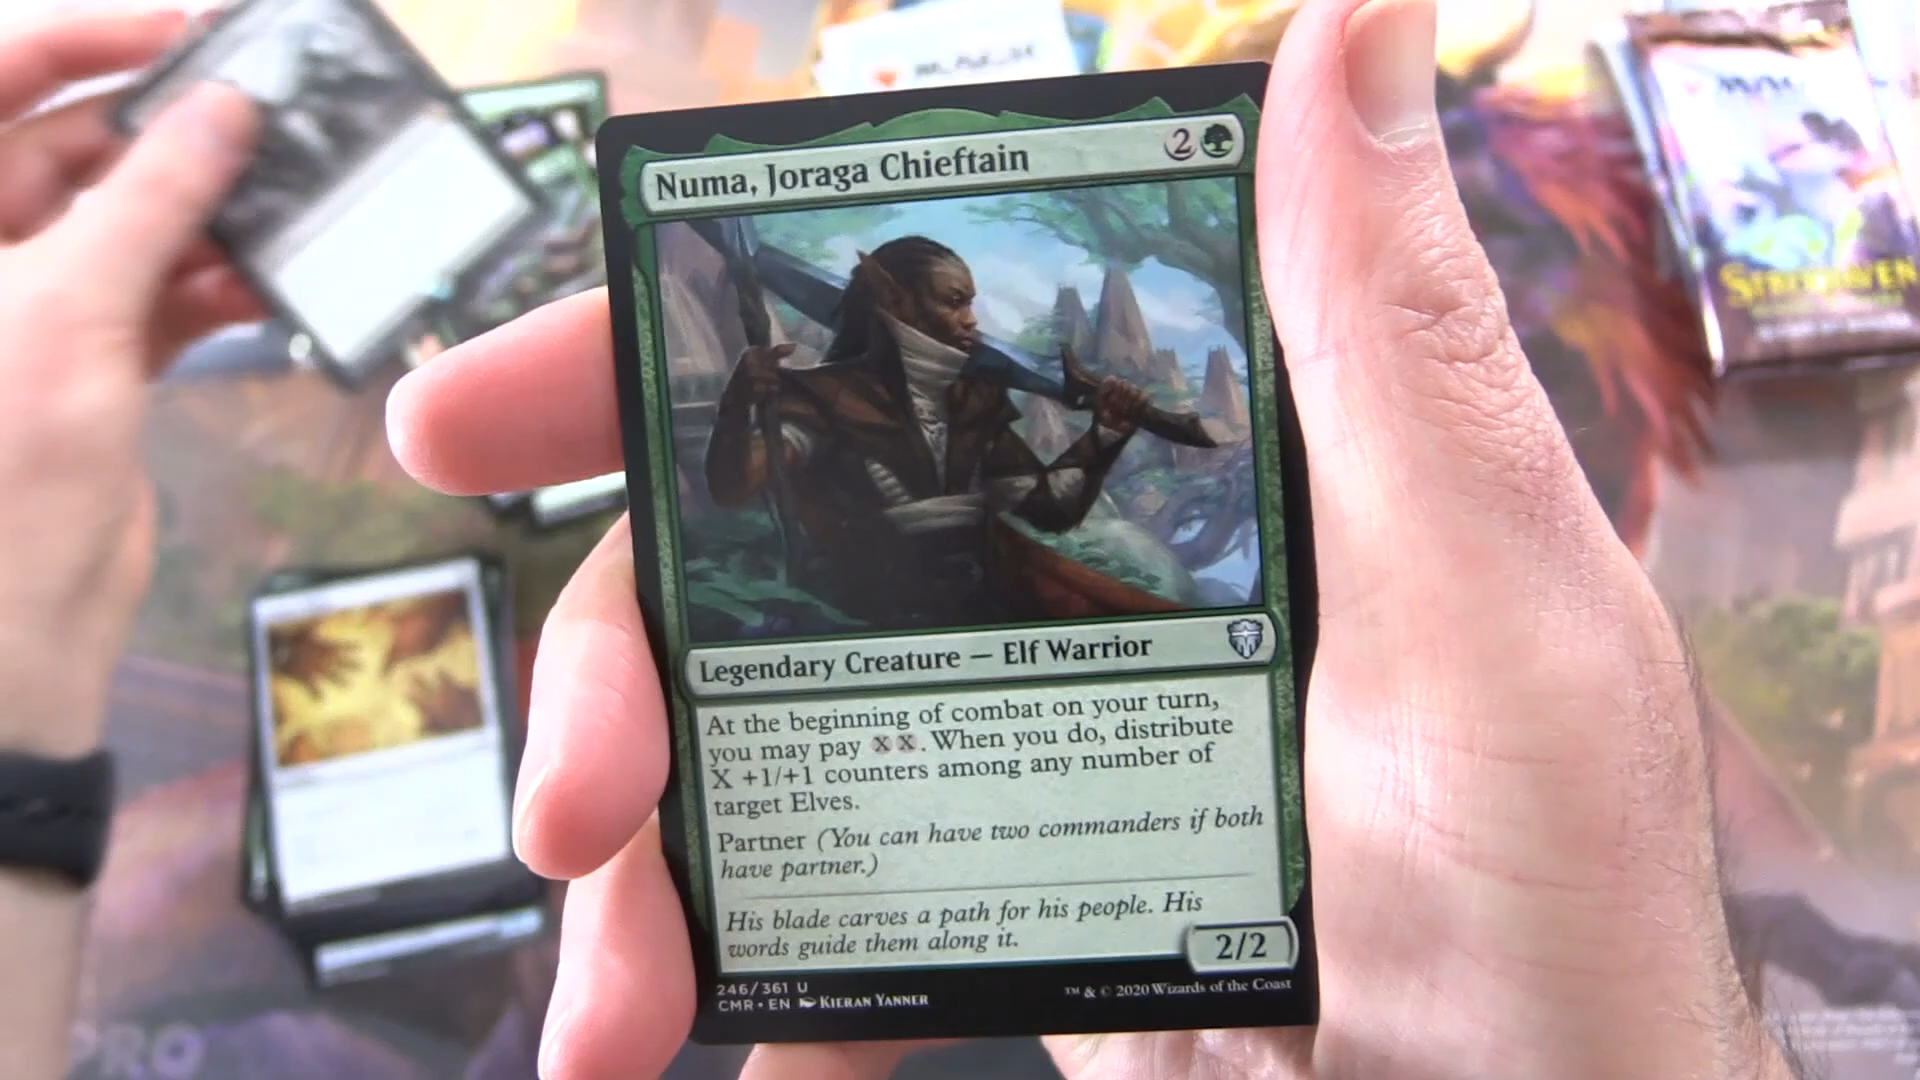 Numa, Joraga Chieftain
2
Legendary Creature — Elf Warrior
At the beginning of combat on your turn,
you may pay X X. When you do, distribute
X +1/+1 counters among any number of
target Elves.
Partner (You can have two commanders if both
have partner.)
His blade carves a path for his people. His
words guide them along it.
2/2
246/361 U
CMR • EN Kieran Yanner
™ & © 2020 Wizards of the Coast
Strixhaven
PRO